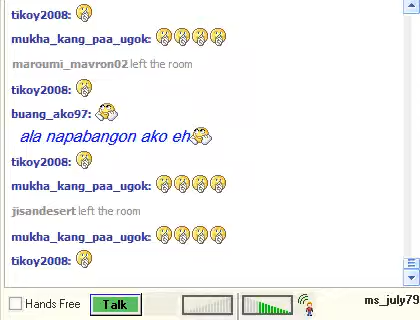 tikoy2008:
mukha_kang_paa_ugok:
maroumi_mavron02 left the room
tikoy2008:
buang_ako97:
ala napabangon ako eh
tikoy2008:
mukha_kang_paa_ugok:
jisandesert left the room
mukha_kang_paa_ugok:
tikoy2008:
Hands Free Talk ms_july79